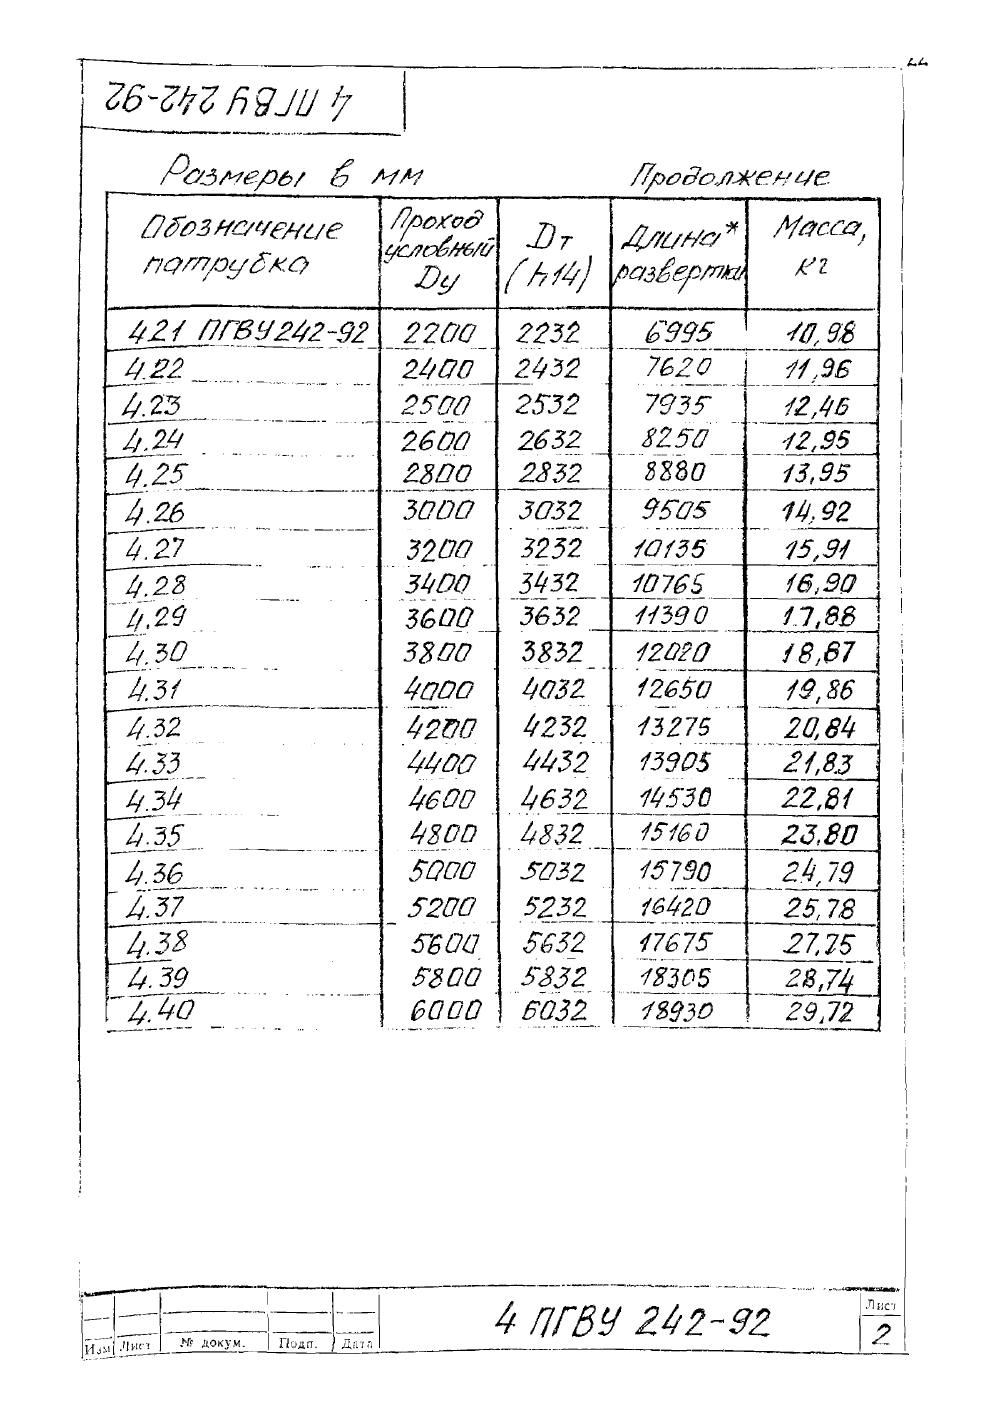 4 ПГВУ 242-92
Размеры в мм Продолжение
Обозначение патрубка Проход условный Dу Dт (h14) Длина* развертки Масса, кг
421 ПГВУ242-92 2200 2232 6995 10,98
4.22 2400 2432 7620 11,96
4.23 2500 2532 7935 12,46
4.24 2600 2632 8250 12,95
4.25 2800 2832 8880 13,95
4.26 3000 3032 9505 14,92
4.27 3200 3232 10135 15,91
4.28 3400 3432 10765 16,90
4.29 3600 3632 11390 17,88
4.30 3800 3832 12020 18,87
4.31 4000 4032 12650 19,86
4.32 4200 4232 13275 20,84
4.33 4400 4432 13905 21,83
4.34 4600 4632 14530 22,81
4.35 4800 4832 15160 23,80
4.36 5000 5032 15790 24,79
4.37 5200 5232 16420 25,78
4.38 5600 5632 17675 27,75
4.39 5800 5832 18305 28,74
4.40 6000 6032 18930 29,72
Изм Лист № докум. Подп. Дата
4 ПГВУ 242-92
Лист
2